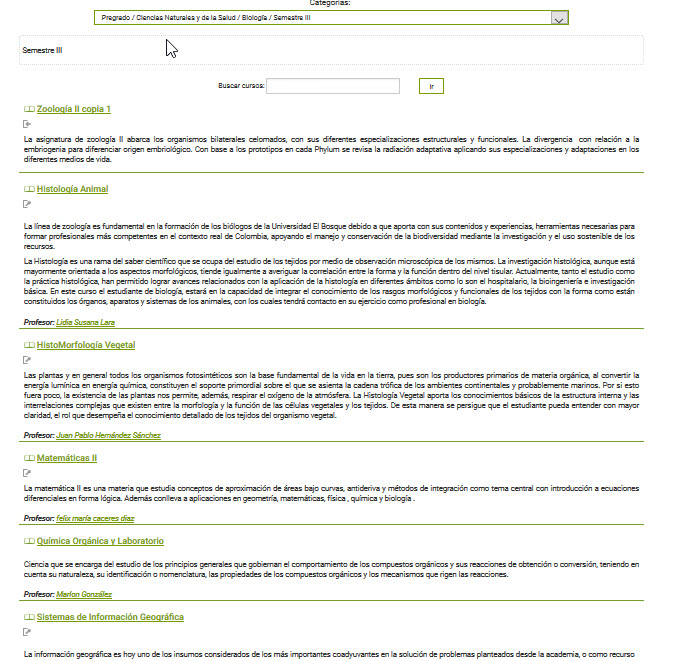 Categorías:
Pregrado / Ciencias Naturales y de la Salud / Biología / Semestre III
Semestre III
Buscar cursos:
Ir
Zoología II copia 1
La asignatura de zoología II abarca los organismos bilaterales celomados, con sus diferentes especializaciones estructurales y funcionales. La divergencia con relación a la
embriogenia para diferenciar origen embriológico. Con base a los prototipos en cada Phylum se revisa la radiación adaptativa aplicando sus especializaciones y adaptaciones en los
diferentes medios de vida.
Histología Animal
La línea de zoología es fundamental en la formación de los biólogos de la Universidad El Bosque debido a que aporta con sus contenidos y experiencias, herramientas necesarias para
formar profesionales más competentes en el contexto real de Colombia, apoyando el manejo y conservación de la biodiversidad mediante la investigación y el uso sostenible de los
recursos.
La Histología es una rama del saber científico que se ocupa del estudio de los tejidos por medio de observación microscópica de los mismos. La investigación histológica, aunque está
mayormente orientada a los aspectos morfológicos, tiende igualmente a averiguar la correlación entre la forma y la función dentro del nivel tisular. Actualmente, tanto el estudio como
la práctica histológica, han permitido lograr avances relacionados con la aplicación de la histología en diferentes ámbitos como lo son el hospitalario, la bioingeniería e investigación
básica. En este curso el estudiante de biología, estará en la capacidad de integrar el conocimiento de los rasgos morfológicos y funcionales de los tejidos con la forma como están
constituidos los órganos, aparatos y sistemas de los animales, con los cuales tendrá contacto en su ejercicio como profesional en biología.
Profesor: Lidia Susana Lara
HistoMorfología Vegetal
Las plantas y en general todos los organismos fotosintéticos son la base fundamental de la vida en la tierra, pues son los productores primarios de materia orgánica, al convertir la
energía lumínica en energía química, constituyen el soporte primordial sobre el que se asienta la cadena trófica de los ambientes continentales y probablemente marinos. Por si esto
fuera poco, la existencia de las plantas nos permite, además, respirar el oxígeno de la atmósfera. La Histología Vegetal aporta los conocimientos básicos de la estructura interna y las
interrelaciones complejas que existen entre la morfología y la función de las células vegetales y los tejidos. De esta manera se persigue que el estudiante pueda entender con mayor
claridad, el rol que desempeña el conocimiento detallado de los tejidos del organismo vegetal.
Profesor: Juan Pablo Hernández Sánchez
Matemáticas II
La matemática II es una materia que estudia conceptos de aproximación de áreas bajo curvas, antideriva y métodos de integración como tema central con introducción a ecuaciones
diferenciales en forma lógica. Además conlleva a aplicaciones en geometría, matemáticas, física , química y biología .
Profesor: felix maría caceres diaz
Química Orgánica y Laboratorio
Ciencia que se encarga del estudio de los principios generales que gobiernan el comportamiento de los compuestos orgánicos y sus reacciones de obtención o conversión, teniendo en
cuenta su naturaleza, su identificación o nomenclatura, las propiedades de los compuestos orgánicos y los mecanismos que rigen las reacciones.
Profesor: Marlon González
Sistemas de Información Geográfica
La información geográfica es hoy uno de los insumos considerados de los más importantes coadyuvantes en la solución de problemas planteados desde la academia, o como recurso